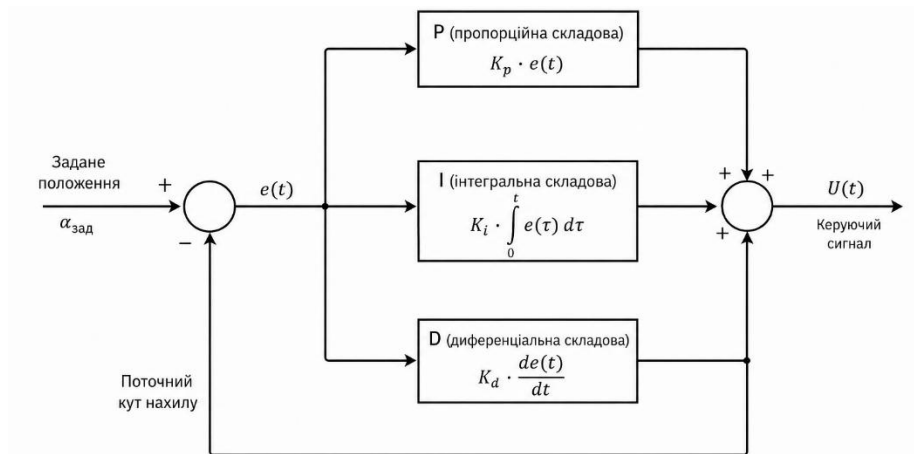 P (пропорційна складова)
K_p · e(t)
Задане
положення
+
α_зад
−
e(t)
I (інтегральна складова)
K_i · ∫_0^t e(τ) dτ
+
+
+
U(t)
Керуючий
сигнал
D (диференціальна складова)
K_d · de(t)/dt
Поточний
кут нахилу